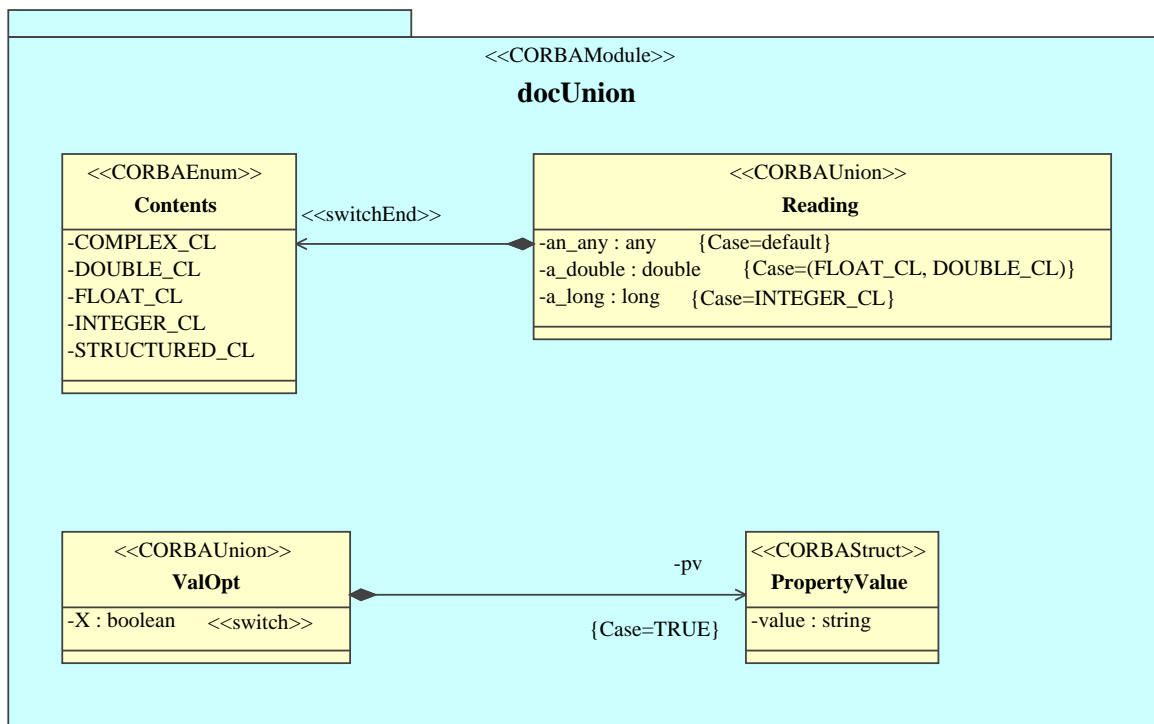 <<CORBAModule>>
docUnion
<<CORBAEnum>>
Contents
-COMPLEX_CL
-DOUBLE_CL
-FLOAT_CL
-INTEGER_CL
-STRUCTURED_CL
<<switchEnd>>
<<CORBAUnion>>
Reading
-an_any : any {Case=default}
-a_double : double {Case=(FLOAT_CL, DOUBLE_CL)}
-a_long : long {Case=INTEGER_CL}
<<CORBAUnion>>
ValOpt
-X : boolean <<switch>>
-pv
{Case=TRUE}
<<CORBAStruct>>
PropertyValue
-value : string